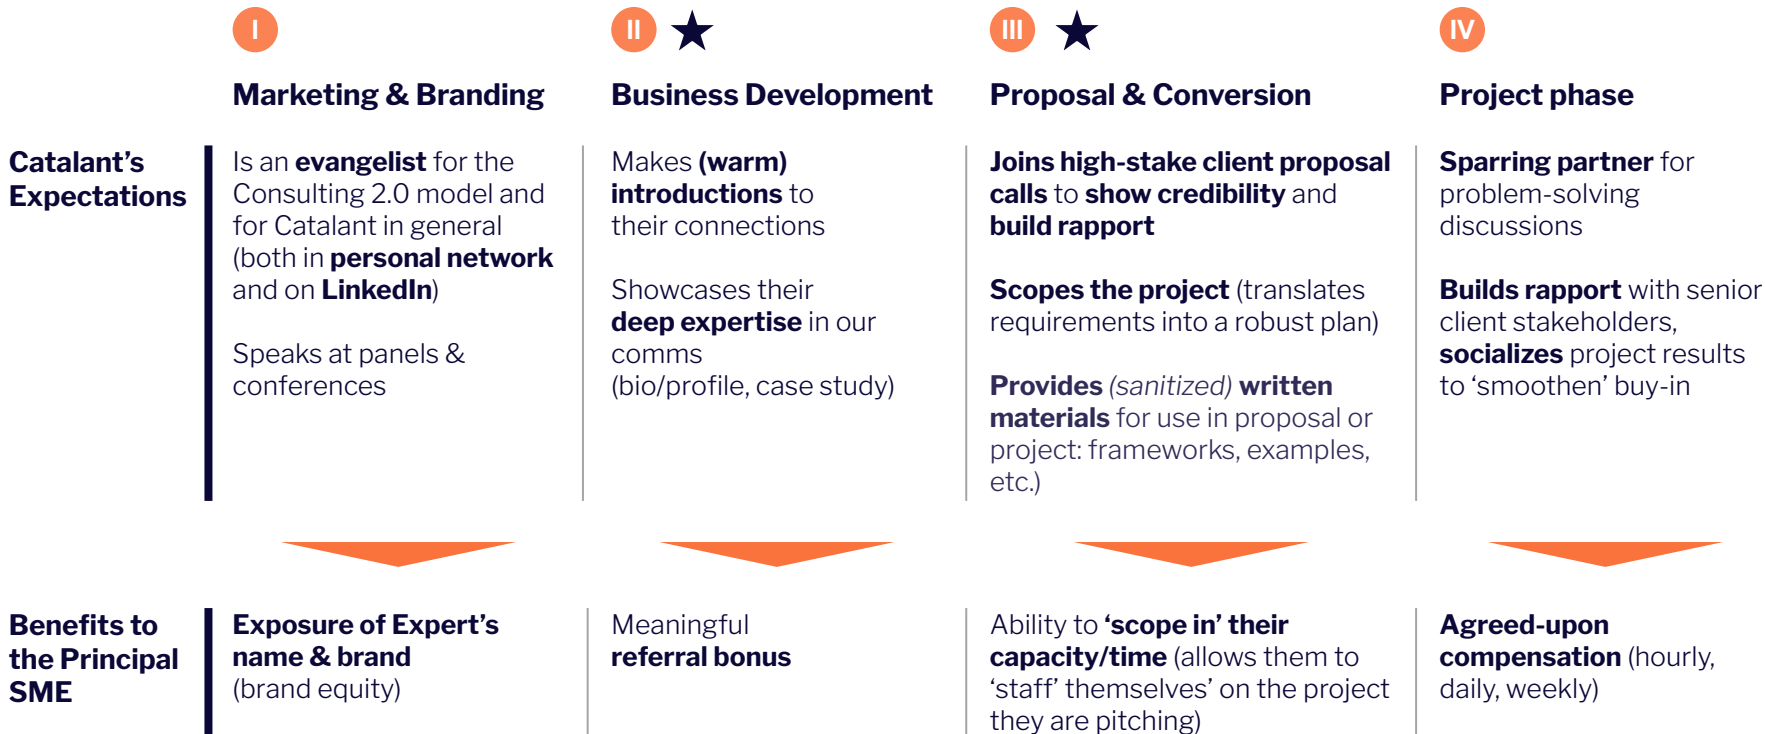 I
II
III
IV
Marketing & Branding
Business Development
Proposal & Conversion
Project phase
Catalant’s
Expectations
Is an evangelist for the
Consulting 2.0 model and
for Catalant in general
(both in personal network
and on LinkedIn)
Speaks at panels &
conferences
Makes (warm)
introductions to
their connections
Showcases their
deep expertise in our
comms
(bio/profile, case study)
Joins high-stake client proposal
calls to show credibility and
build rapport
Scopes the project (translates
requirements into a robust plan)
Provides (sanitized) written
materials for use in proposal or
project: frameworks, examples,
etc.)
Sparring partner for
problem-solving
discussions
Builds rapport with senior
client stakeholders,
socializes project results
to ‘smoothen’ buy-in
Benefits to
the Principal
SME
Exposure of Expert’s
name & brand
(brand equity)
Meaningful
referral bonus
Ability to ‘scope in’ their
capacity/time (allows them to
‘staff’ themselves’ on the project
they are pitching)
Agreed-upon
compensation (hourly,
daily, weekly)